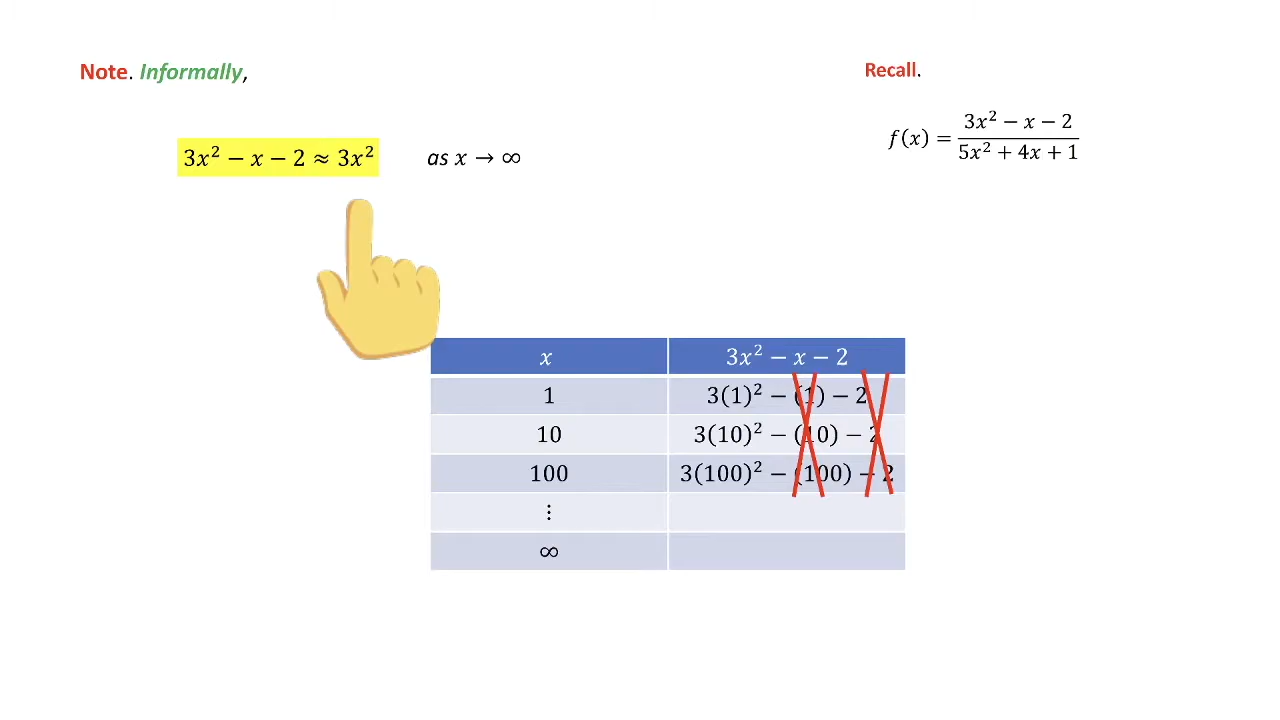 Note. Informally,
Recall.
3x² − x − 2 ≈ 3x² as x → ∞
f(x) = (3x² − x − 2)/(5x² + 4x + 1)
x 3x² − x − 2
1 3(1)² − (1) − 2
10 3(10)² − (10) − 2
100 3(100)² − (100) − 2
⋮
∞